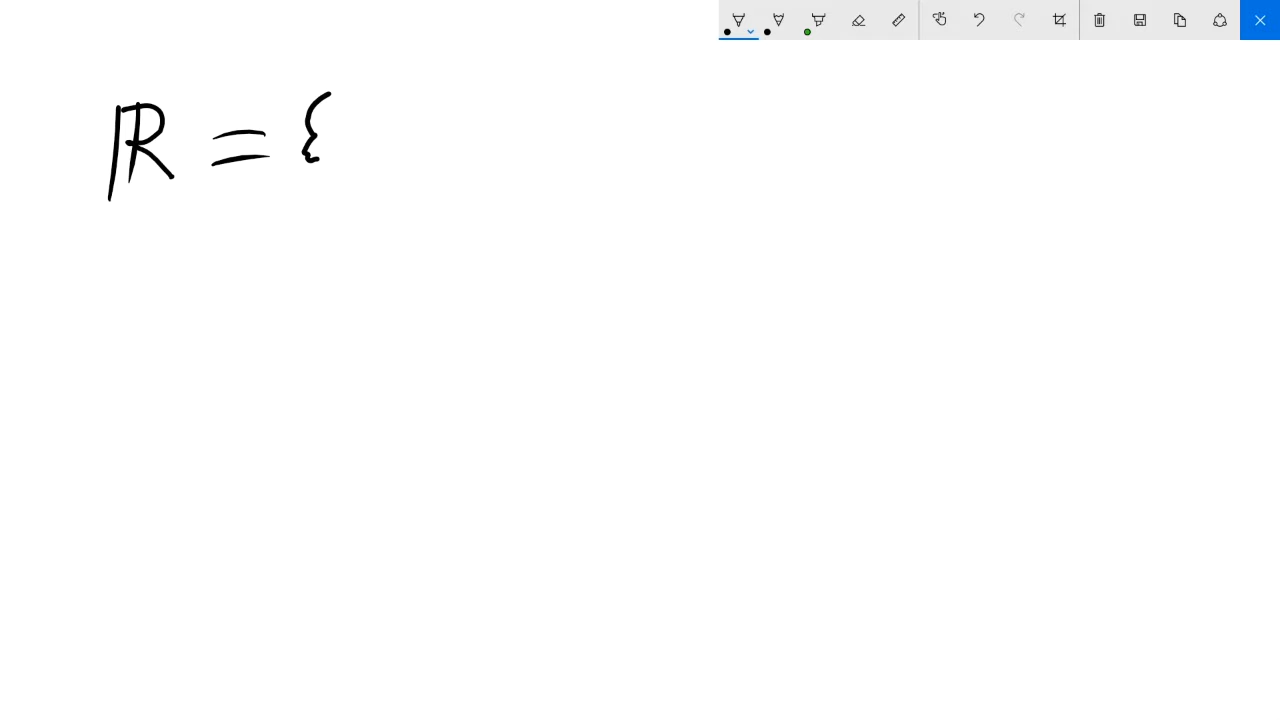 ℝ = {